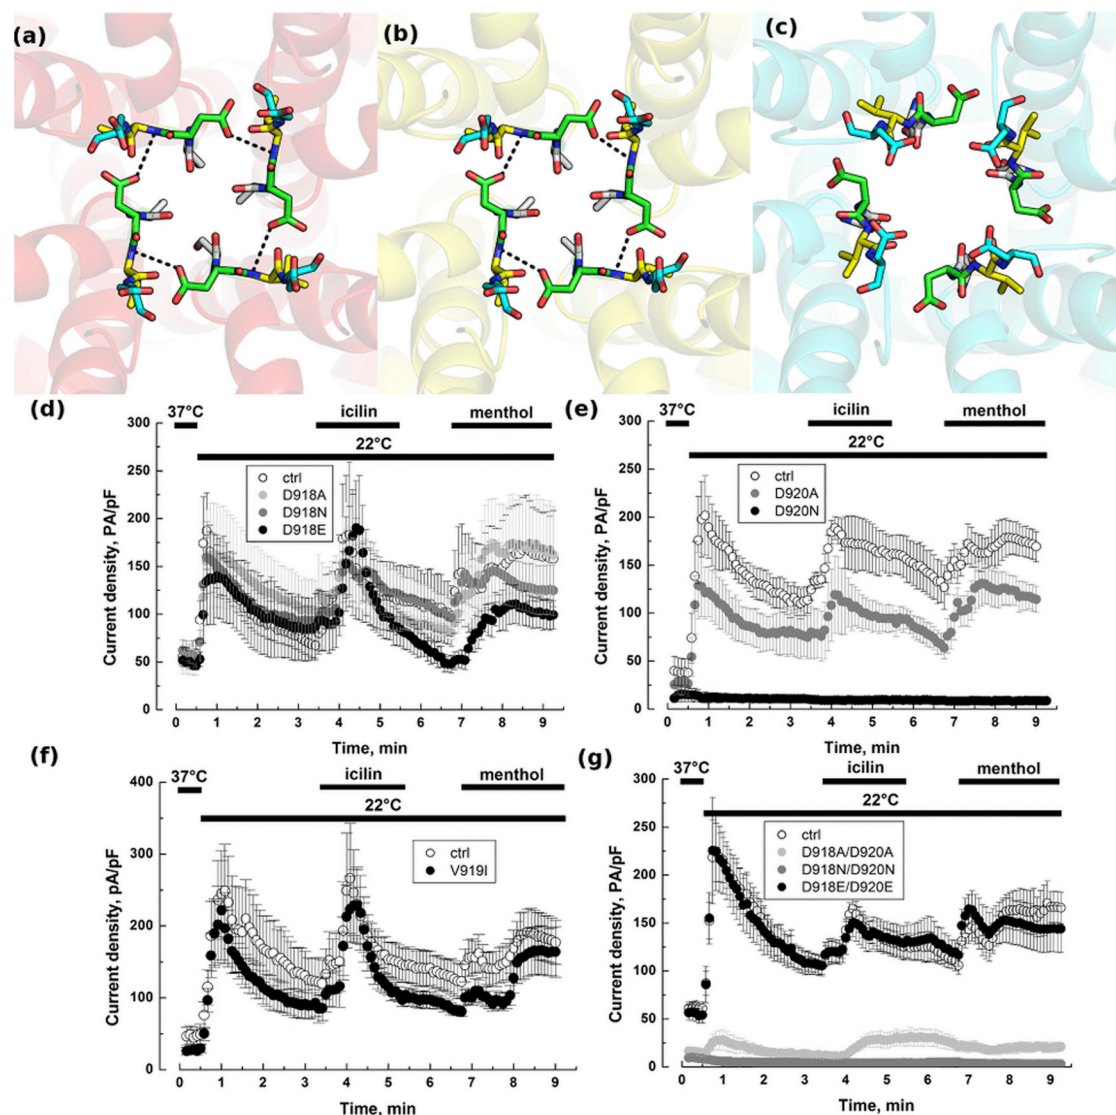 (a)
(b)
(c)
(d)
37°C
icilin
menthol
22°C
ctrl
D918A
D918N
D918E
Current density, PA/pF
300
250
200
150
100
50
0
0 1 2 3 4 5 6 7 8 9
Time, min
(e)
37°C
icilin
menthol
22°C
ctrl
D920A
D920N
Current density, PA/pF
300
250
200
150
100
50
0
0 1 2 3 4 5 6 7 8 9
Time, min
(f)
37°C
icilin
menthol
22°C
ctrl
V919I
Current density, pA/pF
400
300
200
100
0
0 1 2 3 4 5 6 7 8 9
Time, min
(g)
37°C
icilin
menthol
22°C
ctrl
D918A/D920A
D918N/D920N
D918E/D920E
Current density, PA/pF
300
250
200
150
100
50
0
0 1 2 3 4 5 6 7 8 9
Time, min